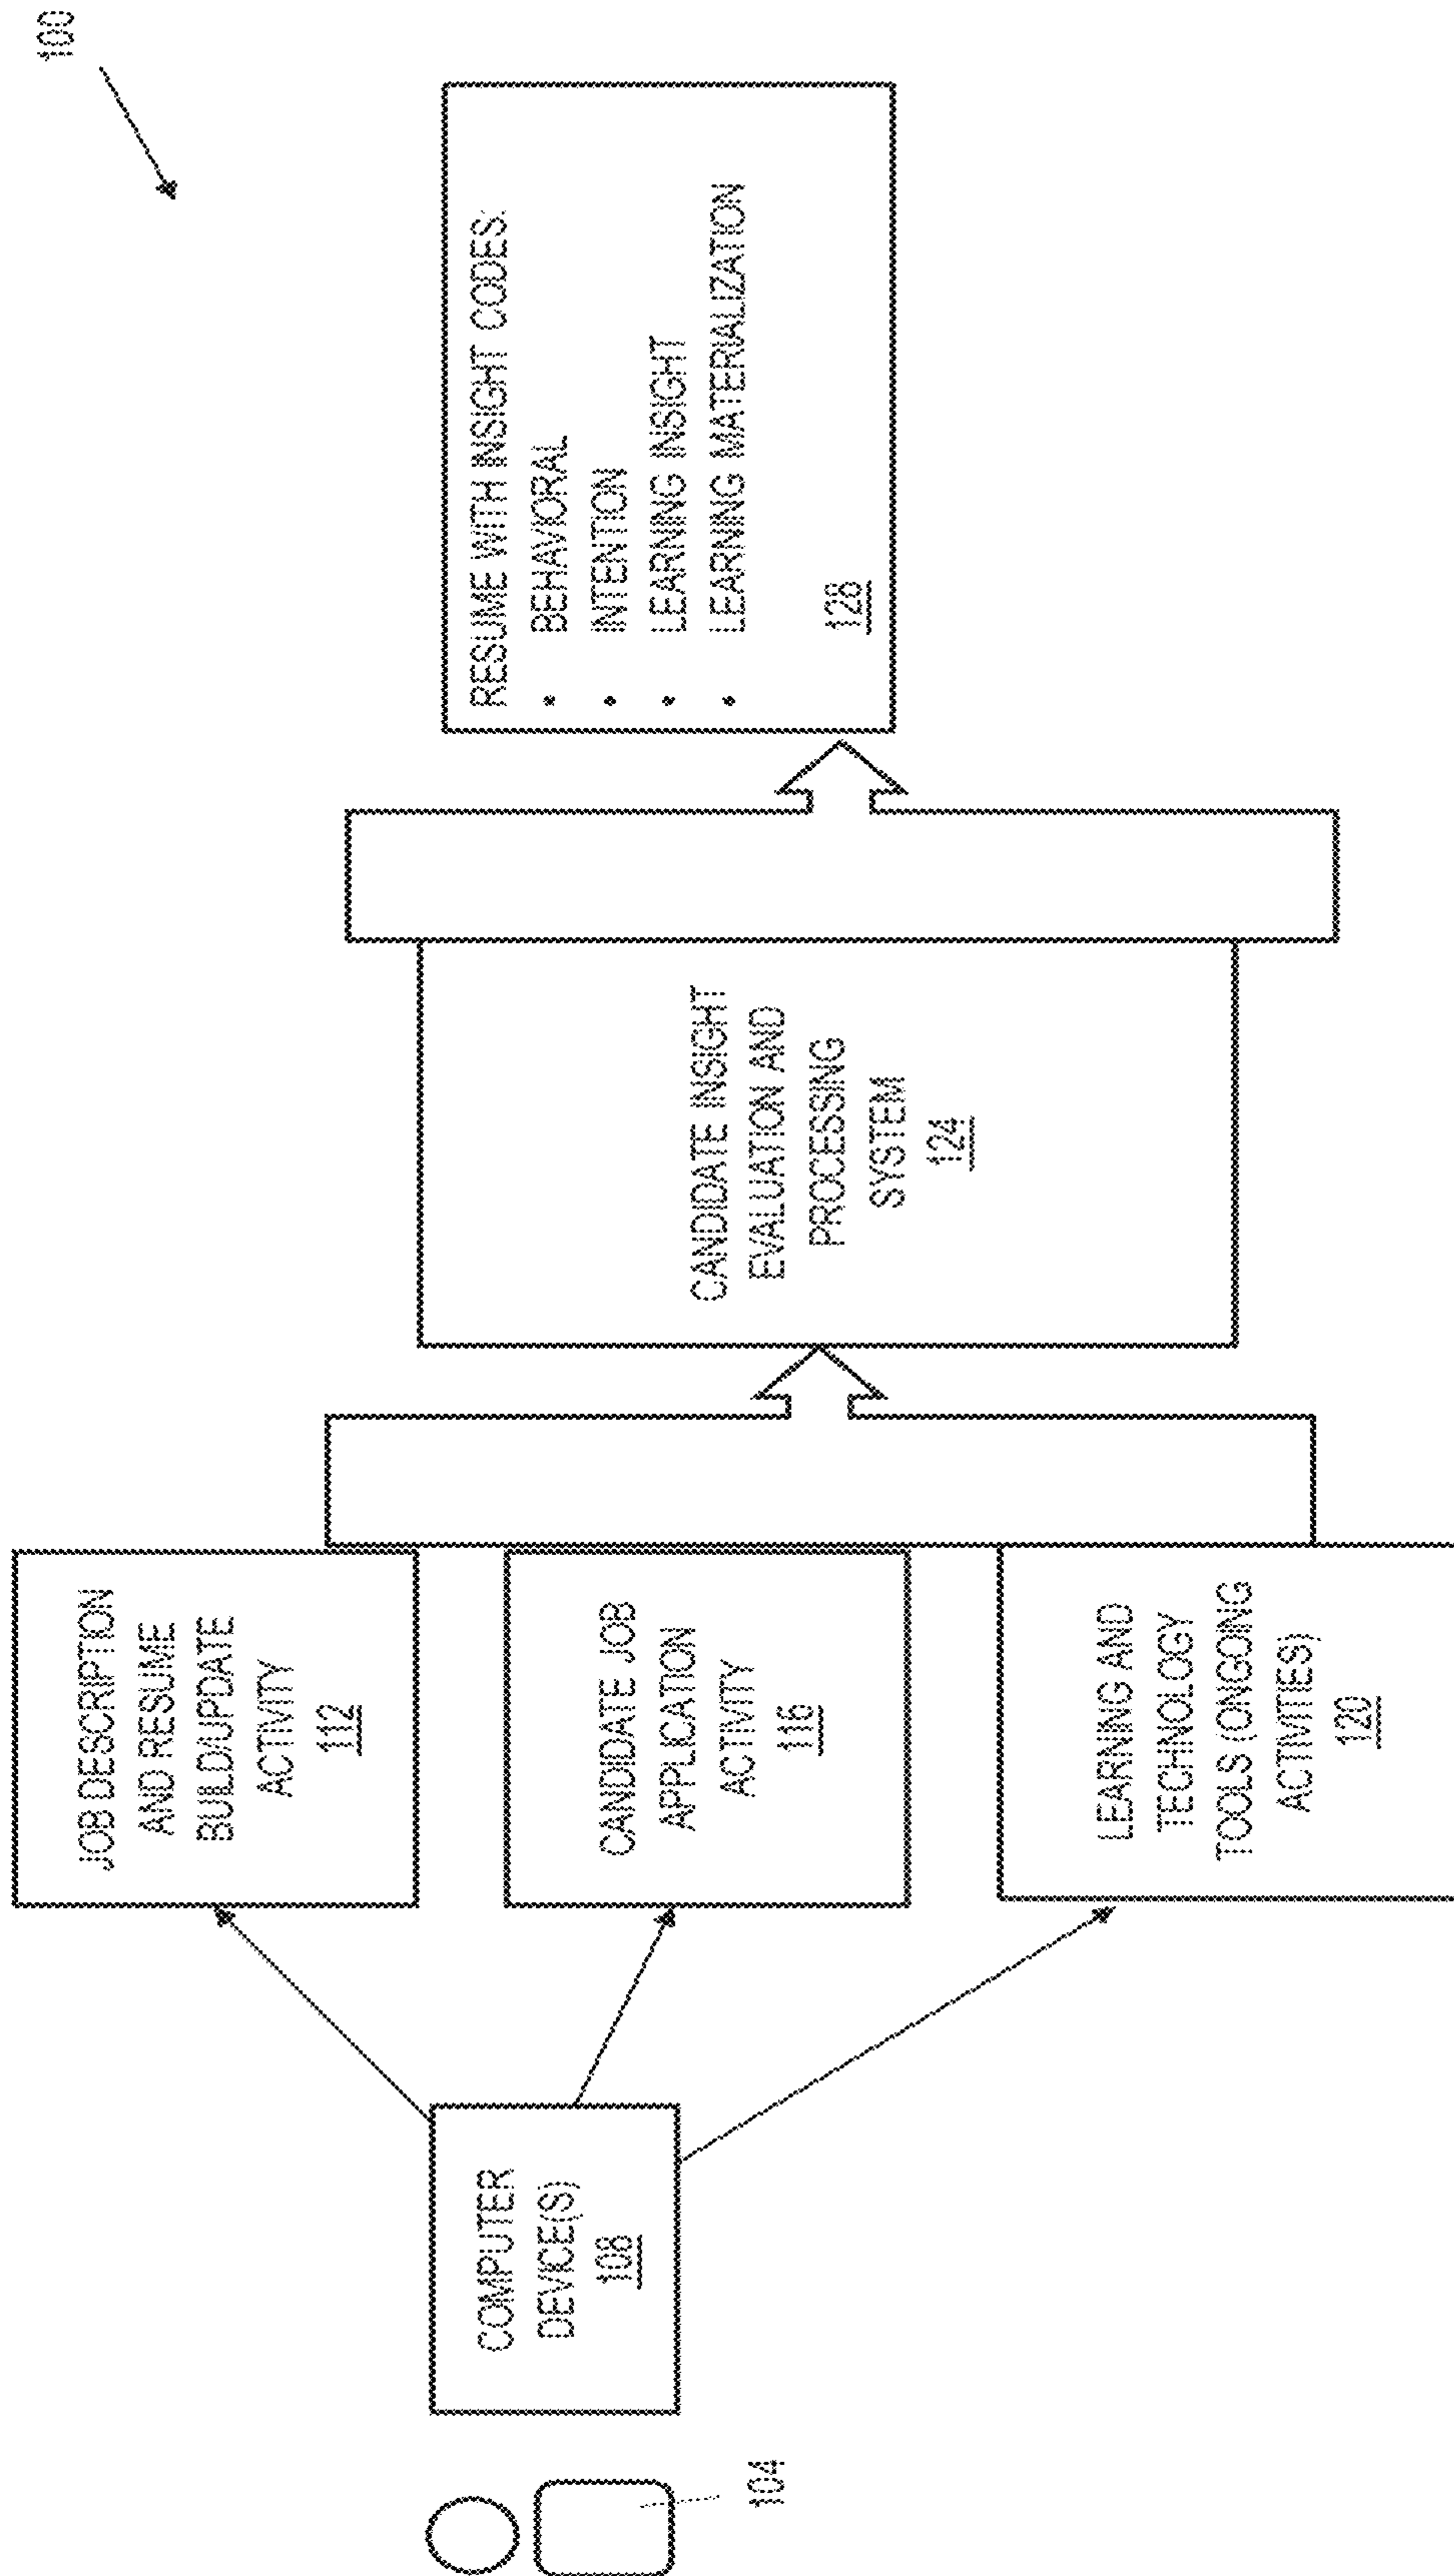 100
104
COMPUTER
DEVICE(S)
108
JOB DESCRIPTION
AND RESUME
BUILD/UPDATE
ACTIVITY
112
CANDIDATE JOB
APPLICATION
ACTIVITY
116
LEARNING AND
TECHNOLOGY
TOOLS (ONGOING
ACTIVITIES)
120
CANDIDATE INSIGHT
EVALUATION AND
PROCESSING
SYSTEM
124
RESUME WITH INSIGHT CODES:
• BEHAVIORAL
• INTENTION
• LEARNING INSIGHT
• LEARNING MATERIALIZATION
128